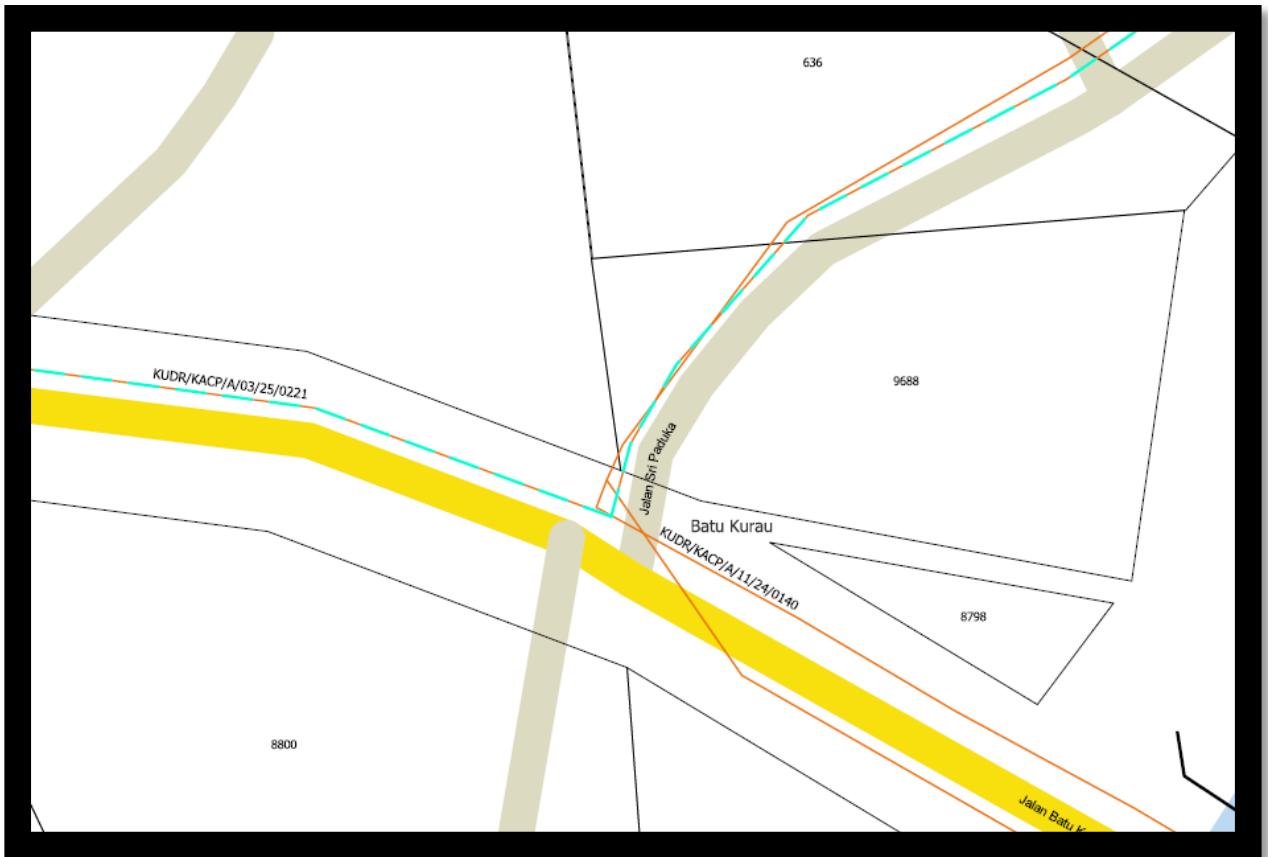 636
KUDR/KACP/A/03/25/0221
9688
Jalan Sri Paduka
Batu Kurau
KUDR/KACP/A/11/24/0140
8798
8800
Jalan Batu K